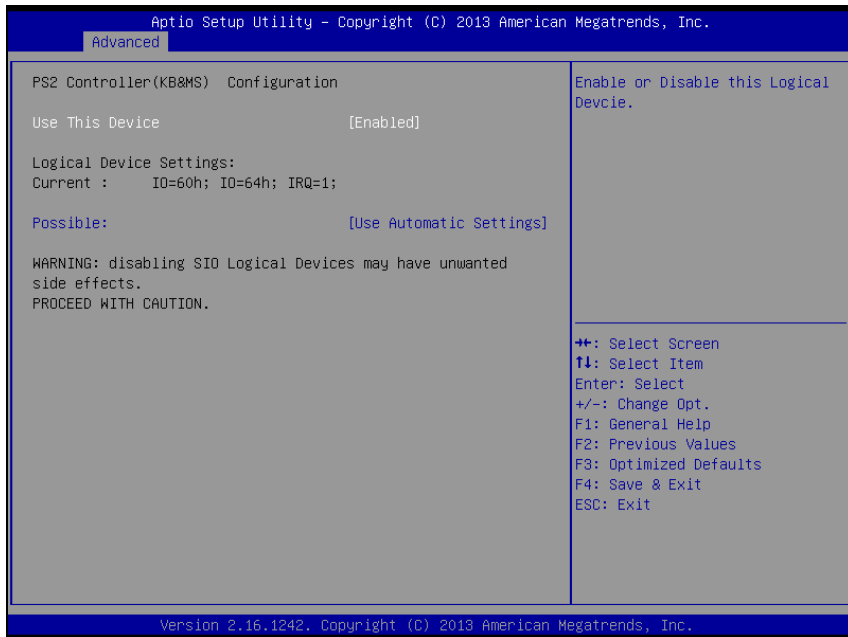 Aptio Setup Utility – Copyright (C) 2013 American Megatrends, Inc.
Advanced
PS2 Controller(KB&MS) Configuration
Use This Device [Enabled]
Logical Device Settings:
Current : IO=60h; IO=64h; IRQ=1;
Possible: [Use Automatic Settings]
WARNING: disabling SIO Logical Devices may have unwanted
side effects.
PROCEED WITH CAUTION.
Enable or Disable this Logical
Devcie.
→←: Select Screen
↑↓: Select Item
Enter: Select
+/-: Change Opt.
F1: General Help
F2: Previous Values
F3: Optimized Defaults
F4: Save & Exit
ESC: Exit
Version 2.16.1242. Copyright (C) 2013 American Megatrends, Inc.